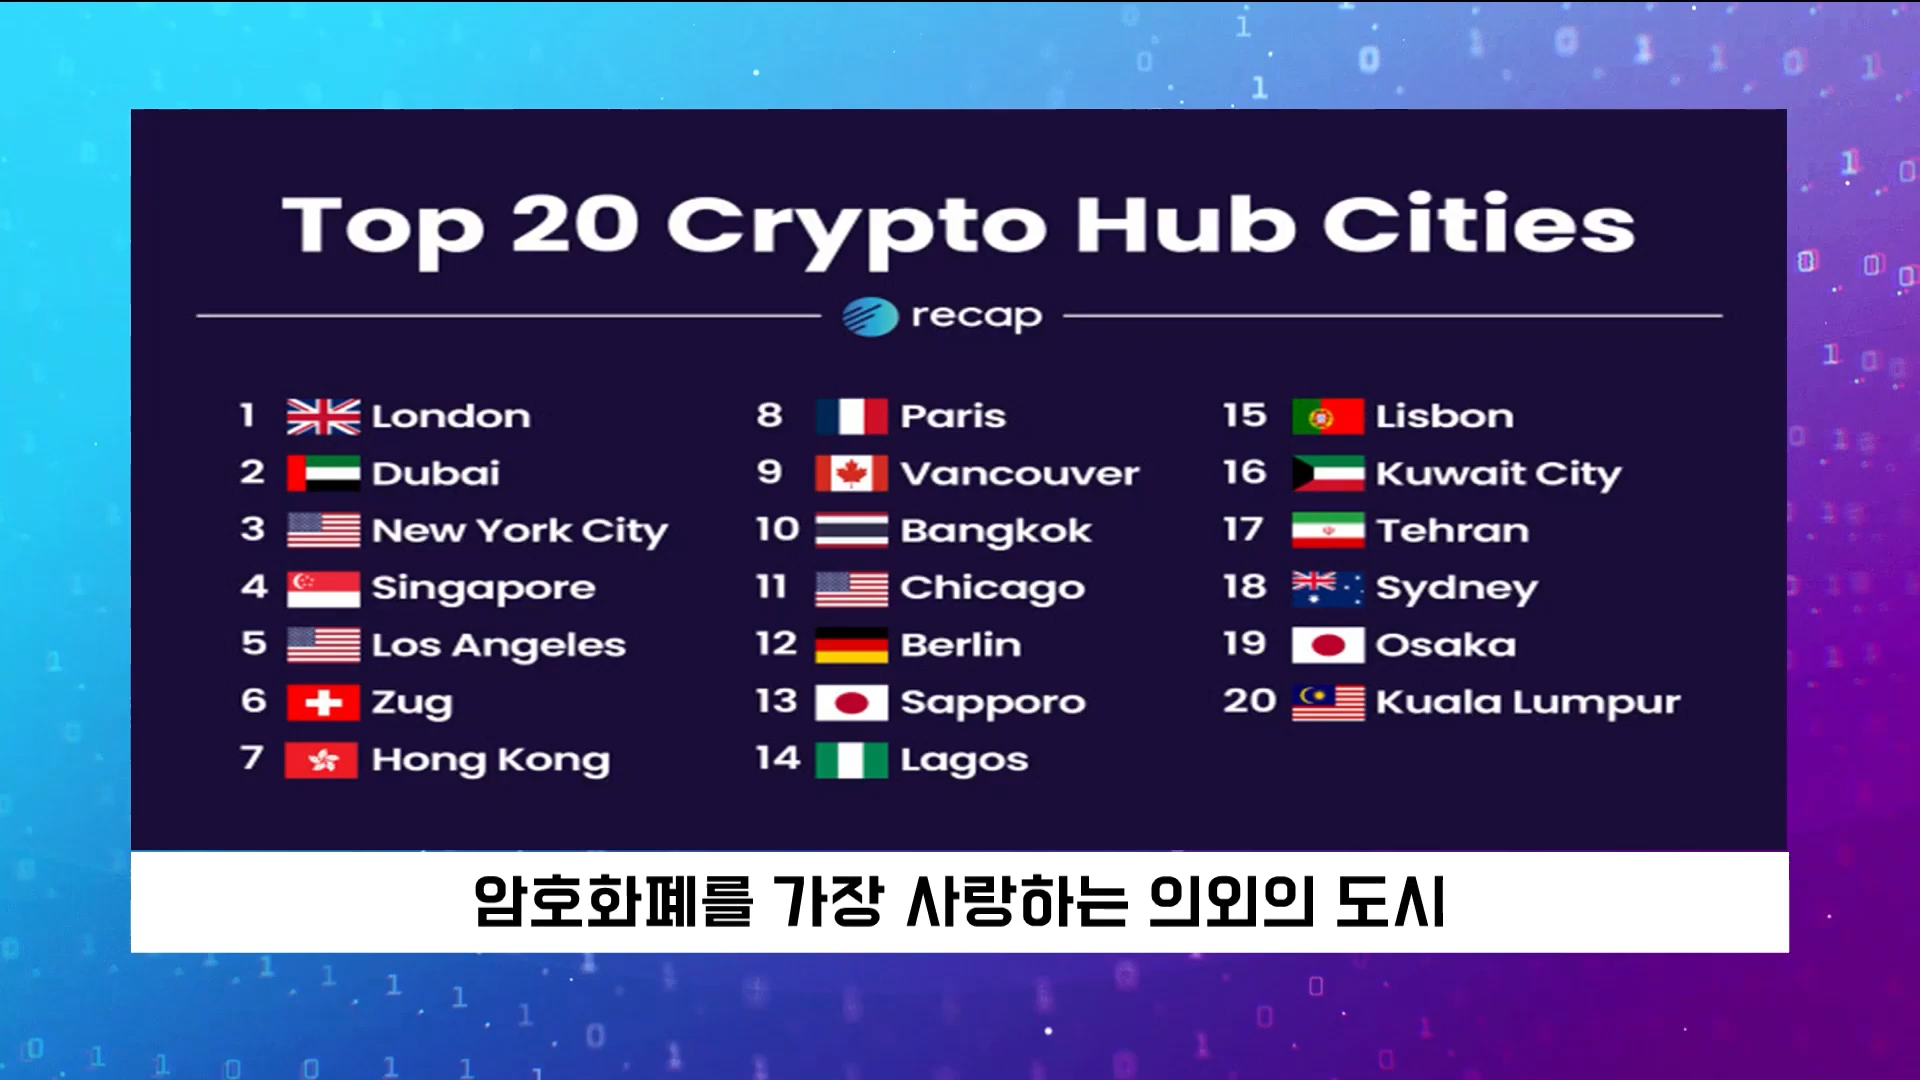 Top 20 Crypto Hub Cities
recap
1 London
2 Dubai
3 New York City
4 Singapore
5 Los Angeles
6 Zug
7 Hong Kong
8 Paris
9 Vancouver
10 Bangkok
11 Chicago
12 Berlin
13 Sapporo
14 Lagos
15 Lisbon
16 Kuwait City
17 Tehran
18 Sydney
19 Osaka
20 Kuala Lumpur
암호화폐를 가장 사랑하는 의외의 도시